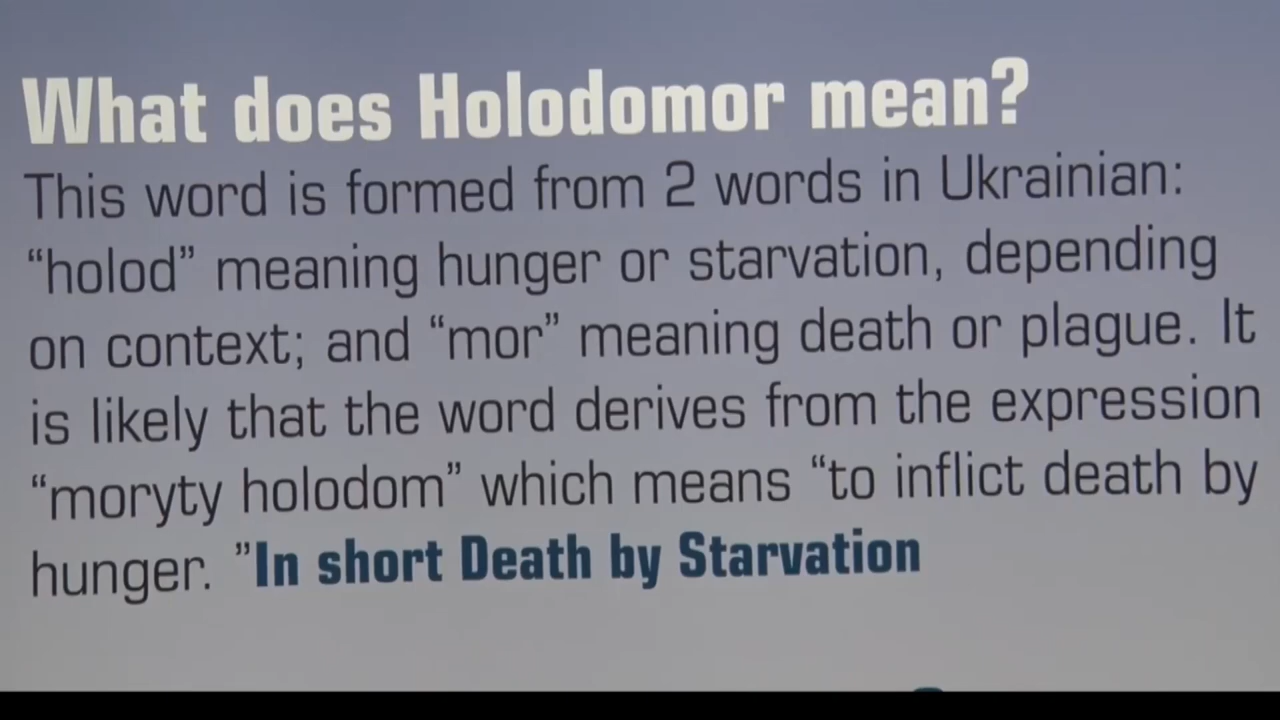 What does Holodomor mean?
This word is formed from 2 words in Ukrainian:
“holod” meaning hunger or starvation, depending
on context; and “mor” meaning death or plague. It
is likely that the word derives from the expression
“moryty holodom” which means “to inflict death by
hunger. ”In short Death by Starvation